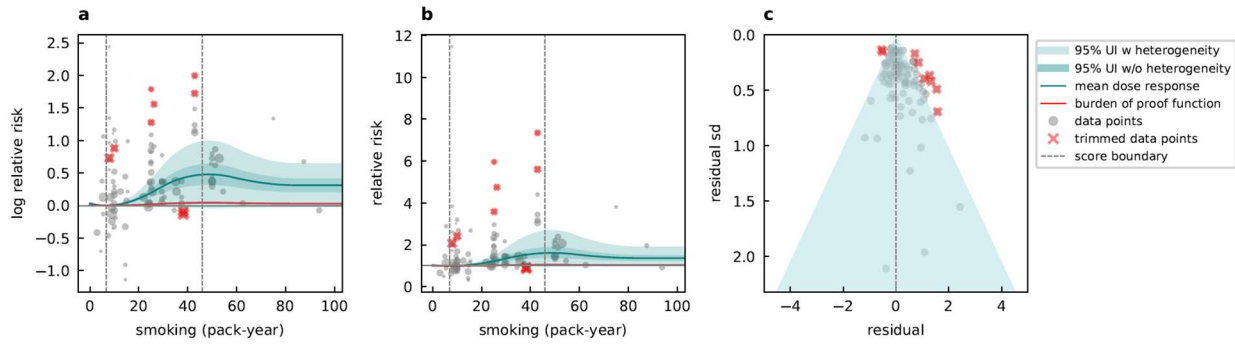 a
2.5
2.0
1.5
1.0
0.5
0.0
−0.5
−1.0
log relative risk
0
20
40
60
80
100
smoking (pack-year)
b
12
10
8
6
4
2
0
relative risk
0
20
40
60
80
100
smoking (pack-year)
c
0.0
0.5
1.0
1.5
2.0
residual sd
−4
−2
0
2
4
residual
95% UI w heterogeneity
95% UI w/o heterogeneity
mean dose response
burden of proof function
data points
trimmed data points
score boundary